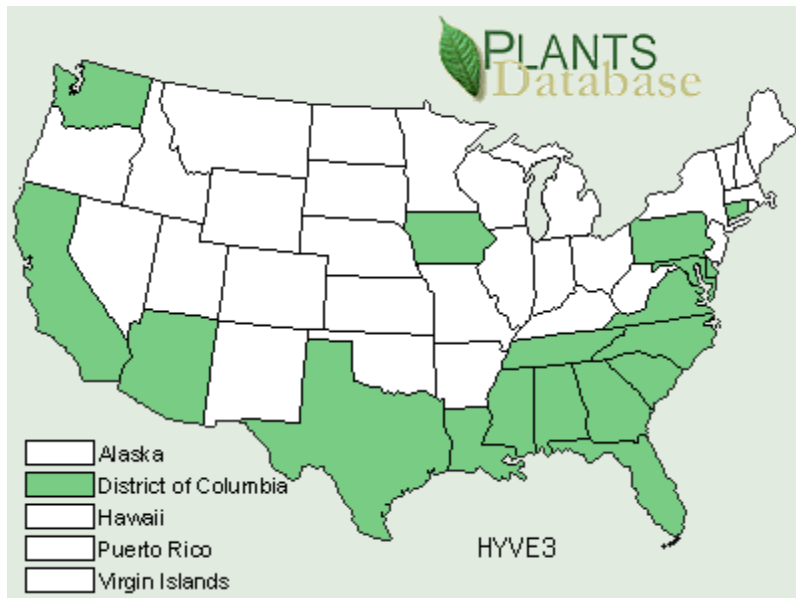 PLANTS
Database
Alaska
District of Columbia
Hawaii
Puerto Rico
Virgin Islands
HYVE3